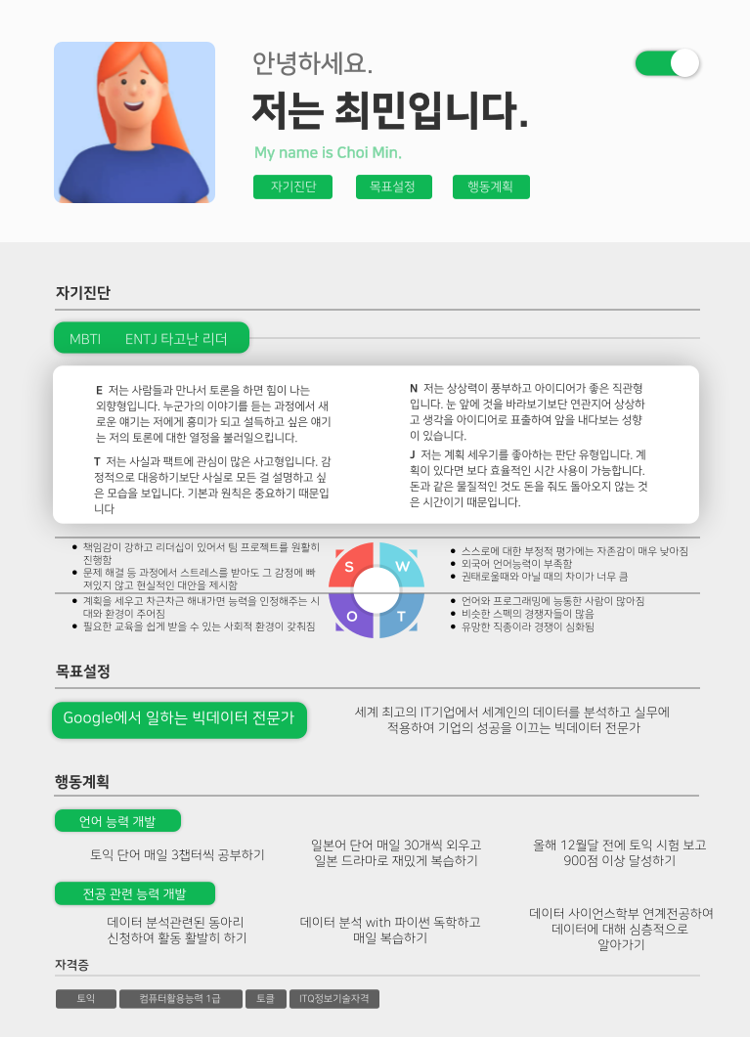 안녕하세요.
저는 최민입니다.
My name is Choi Min.
자기진단 목표설정 행동계획
자기진단
MBTI ENTJ 타고난 리더
E 저는 사람들과 만나서 토론을 하면 힘이 나는
외향형입니다. 누군가의 이야기를 듣는 과정에서 새
로운 얘기는 저에게 흥미가 되고 설득하고 싶은 얘기
는 저의 토론에 대한 열정을 불러일으킵니다.
T 저는 사실과 팩트에 관심이 많은 사고형입니다. 감
정적으로 대응하기보단 사실로 모든 걸 설명하고 싶
은 모습을 보입니다. 기본과 원칙은 중요하기 때문입
니다
N 저는 상상력이 풍부하고 아이디어가 좋은 직관형
입니다. 눈 앞에 것을 바라보기보단 연관지어 상상하
고 생각을 아이디어로 표출하여 앞을 내다보는 성향
이 있습니다.
J 저는 계획 세우기를 좋아하는 판단 유형입니다. 계
획이 있다면 보다 효율적인 시간 사용이 가능합니다.
돈과 같은 물질적인 것도 돈을 줘도 돌아오지 않는 것
은 시간이기 때문입니다.
● 책임감이 강하고 리더십이 있어서 팀 프로젝트를 원활히
진행함
● 문제 해결 등 과정에서 스트레스를 받아도 그 감정에 빠
져있지 않고 현실적인 대안을 제시함
● 계획을 세우고 차근차근 해내가면 능력을 인정해주는 시
대와 환경이 주어짐
● 필요한 교육을 쉽게 받을 수 있는 사회적 환경이 갖춰짐
S W
O T
● 스스로에 대한 부정적 평가에는 자존감이 매우 낮아짐
● 외국어 언어능력이 부족함
● 권태로울때와 아닐 때의 차이가 너무 큼
● 언어와 프로그래밍에 능통한 사람이 많아짐
● 비슷한 스펙의 경쟁자들이 많음
● 유망한 직종이라 경쟁이 심화됨
목표설정
Google에서 일하는 빅데이터 전문가
세계 최고의 IT기업에서 세계인의 데이터를 분석하고 실무에
적용하여 기업의 성공을 이끄는 빅데이터 전문가
행동계획
언어 능력 개발
토익 단어 매일 3챕터씩 공부하기
일본어 단어 매일 30개씩 외우고
일본 드라마로 재밌게 복습하기
올해 12월달 전에 토익 시험 보고
900점 이상 달성하기
전공 관련 능력 개발
데이터 분석관련된 동아리
신청하여 활동 활발히 하기
데이터 분석 with 파이썬 독학하고
매일 복습하기
데이터 사이언스학부 연계전공하여
데이터에 대해 심층적으로
알아가기
자격증
토익 컴퓨터활용능력 1급 토클 ITQ정보기술자격